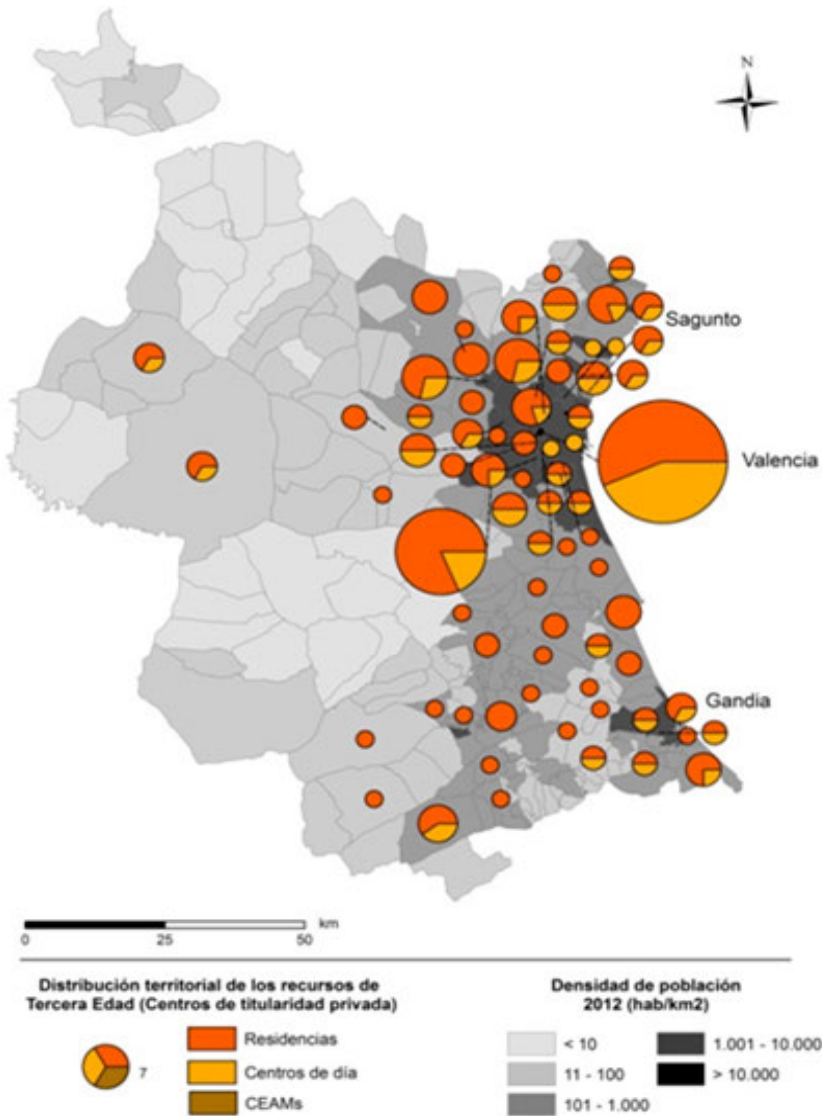 N
Sagunto
Valencia
Gandia
km
0 25 50
Distribución territorial de los recursos de
Tercera Edad (Centros de titularidad privada)
7
Residencias
Centros de día
CEAMs
Densidad de población
2012 (hab/km2)
< 10
11 - 100
101 - 1.000
1.001 - 10.000
> 10.000